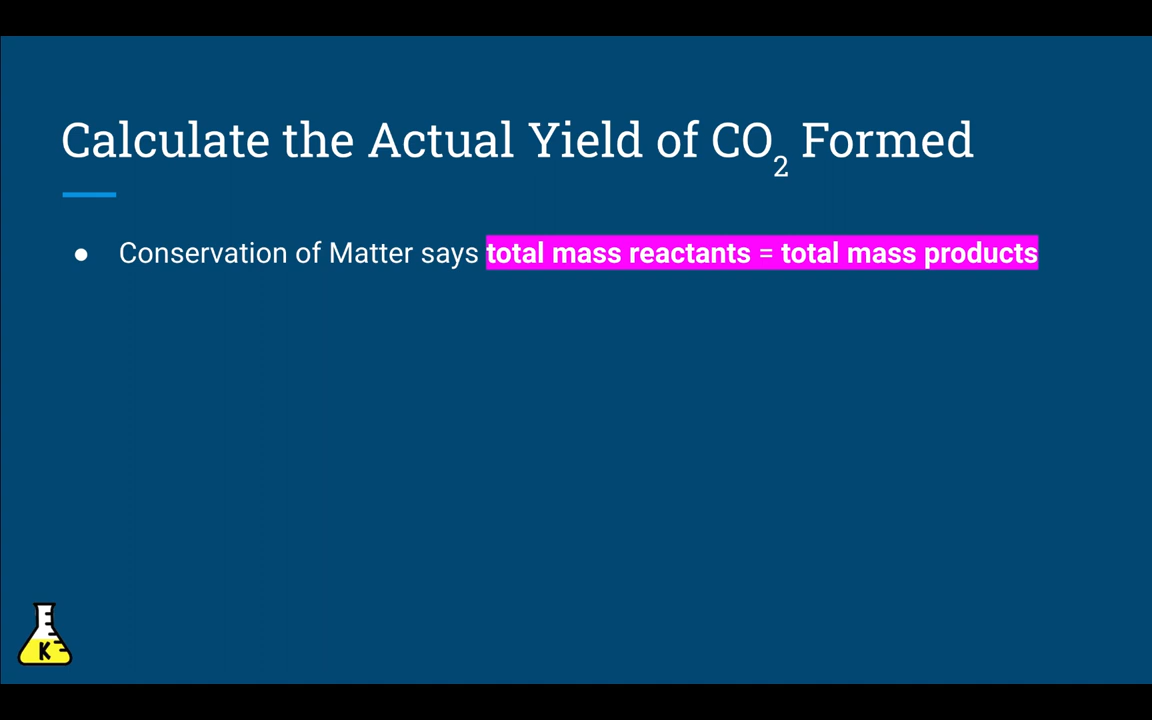 Calculate the Actual Yield of CO₂ Formed
● Conservation of Matter says total mass reactants = total mass products
K